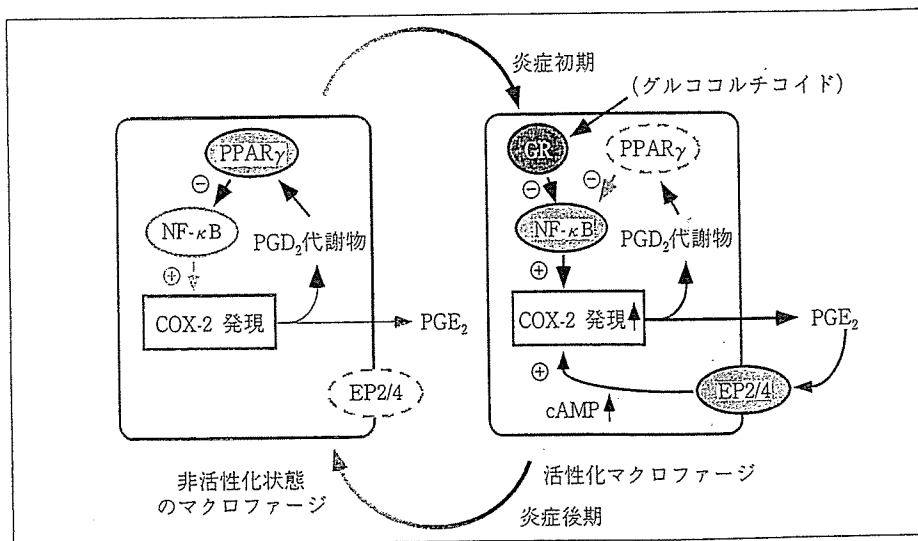 炎症初期
(グルココルチコイド)
PPARγ
⊖
NF-κB
PGD₂代謝物
⊕
COX-2 発現
PGE₂
EP2/4
非活性化状態
のマクロファージ
GR
PPARγ
⊖
⊖
NF-κB
PGD₂代謝物
⊕
COX-2 発現
PGE₂
⊕
cAMP
EP2/4
活性化マクロファージ
炎症後期